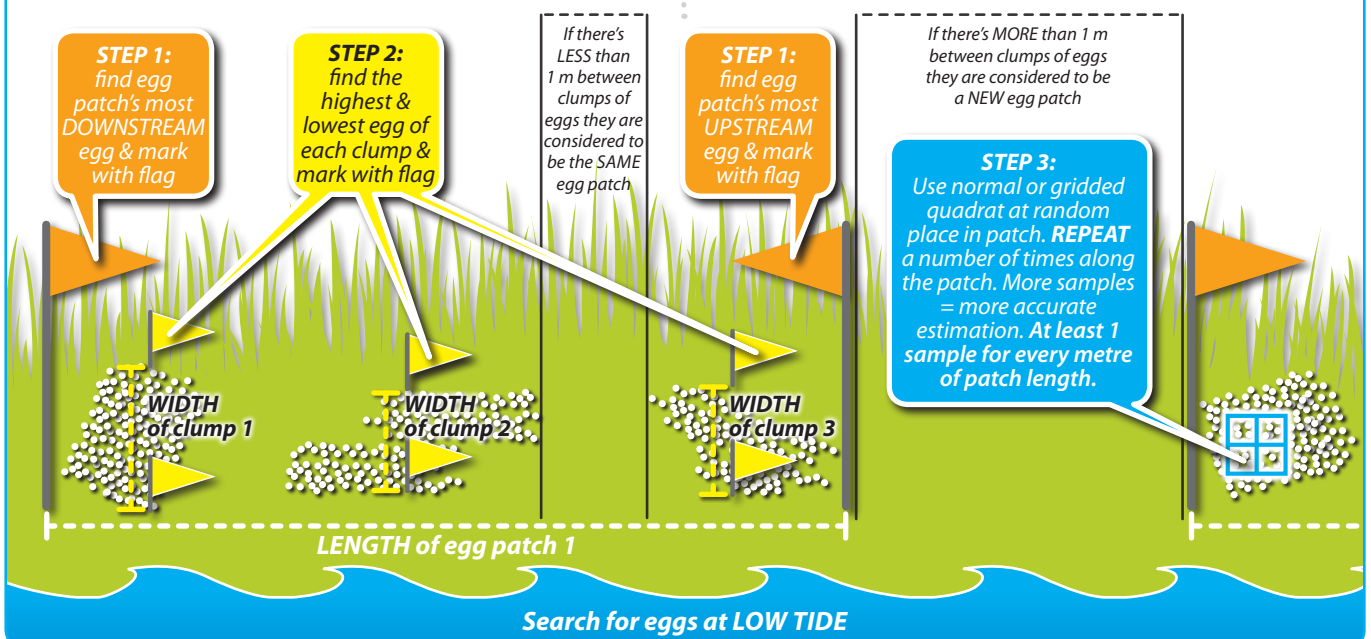 STEP 1:
find egg
patch's most
DOWNSTREAM
egg & mark
with flag
STEP 2:
find the
highest &
lowest egg of
each clump &
mark with flag
If there's
LESS than
1 m between
clumps of
eggs they are
considered to
be the SAME
egg patch
STEP 1:
find egg
patch's most
UPSTREAM
egg & mark
with flag
If there's MORE than 1 m
between clumps of eggs
they are considered to be
a NEW egg patch
STEP 3:
Use normal or gridded
quadrat at random
place in patch. REPEAT
a number of times along
the patch. More samples
= more accurate
estimation. At least 1
sample for every metre
of patch length.
WIDTH
of clump 1
WIDTH
of clump 2
WIDTH
of clump 3
LENGTH of egg patch 1
Search for eggs at LOW TIDE